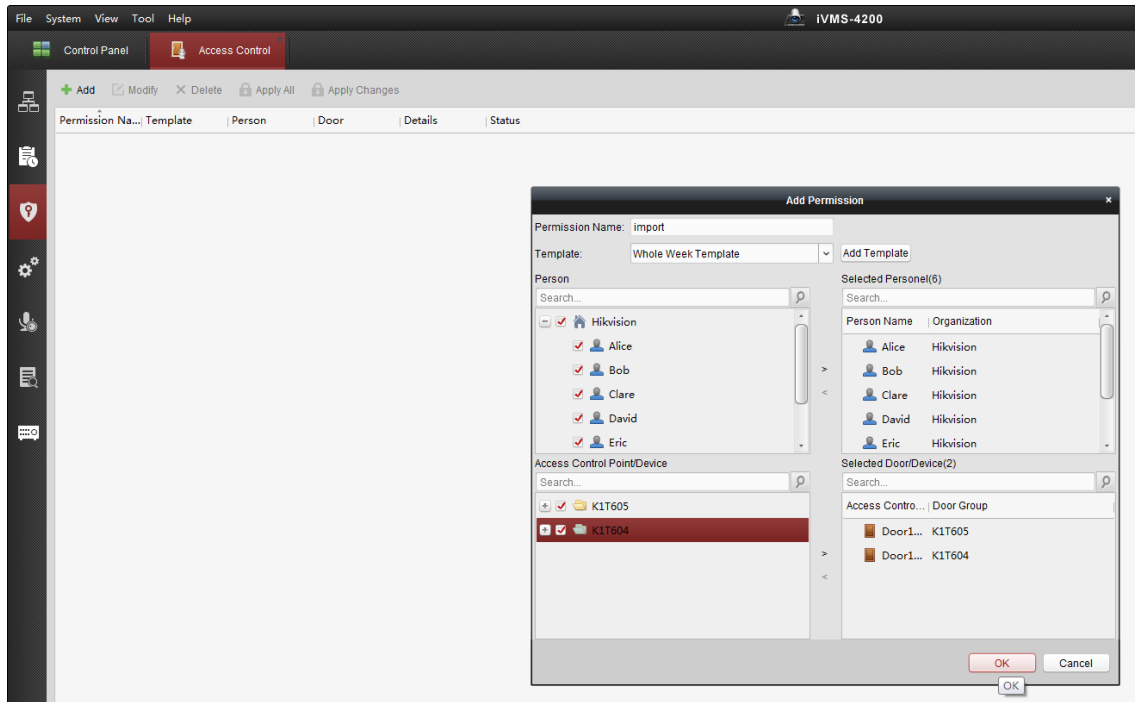 File System View Tool Help iVMS-4200
Control Panel Access Control
Add Modify Delete Apply All Apply Changes
Permission Na... Template Person Door Details Status
Add Permission
Permission Name: import
Template: Whole Week Template Add Template
Person Selected Personel(6)
Search... Search...
Hikvision Person Name Organization
Alice Alice Hikvision
Bob > Bob Hikvision
Clare < Clare Hikvision
David David Hikvision
Eric Eric Hikvision
Access Control Point/Device Selected Door/Device(2)
Search... Search...
K1T605 Access Contro... Door Group
K1T604 Door1... K1T605
> Door1... K1T604
<
OK Cancel
OK